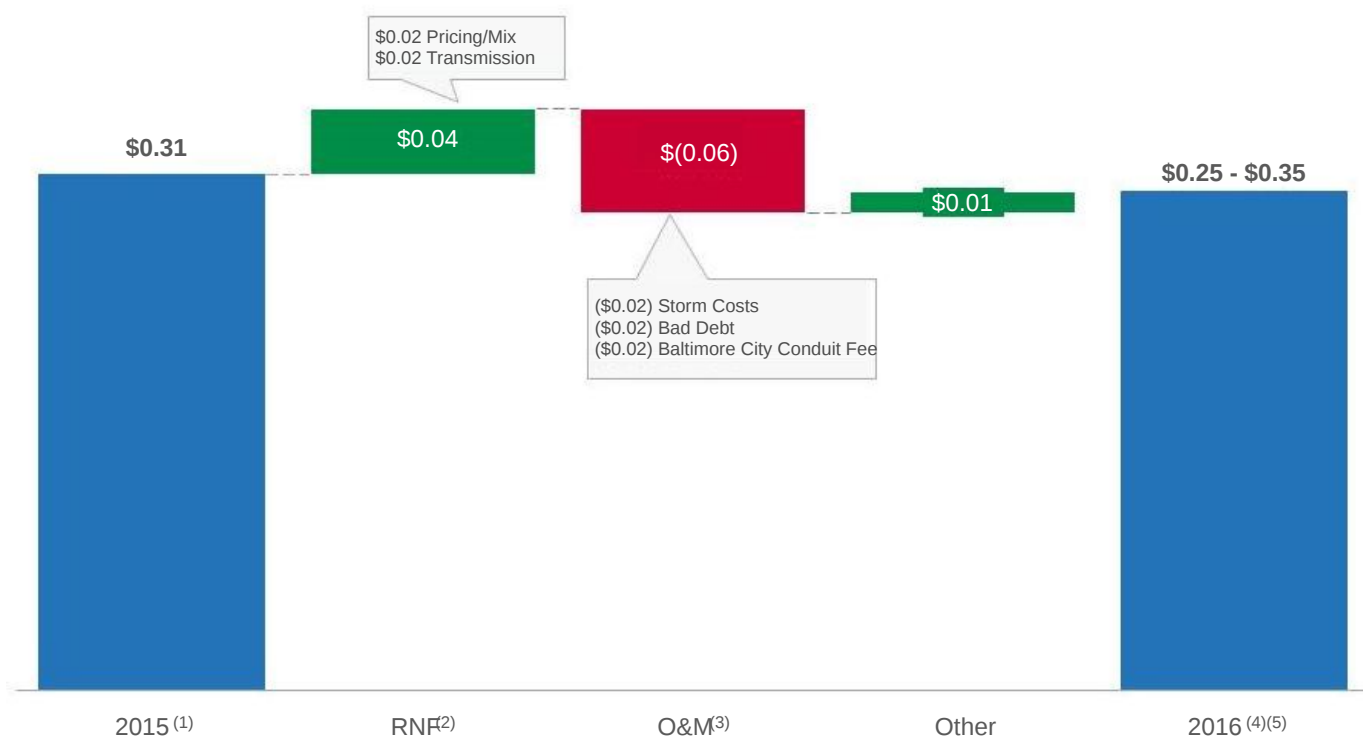 $0.02 Pricing/Mix
$0.02 Transmission
$0.31
$0.04
$(0.06)
$0.01
$0.25 - $0.35
($0.02) Storm Costs
($0.02) Bad Debt
($0.02) Baltimore City Conduit Fee
2015 (1)
RNF(2)
O&M(3)
Other
2016 (4)(5)